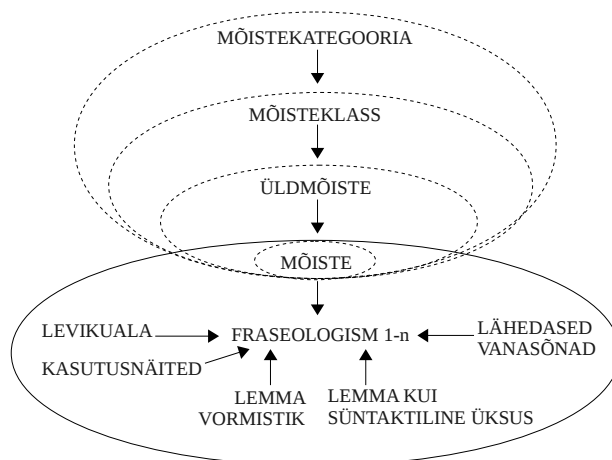 MÕISTEKATEGOORIA
MÕISTEKLASS
ÜLDMÕISTE
MÕISTE
LEVIKUALA
FRASEOLOGISM 1-n
LÄHEDASED
VANASÕNAD
KASUTUSNÄITED
LEMMA
VORMISTIK
LEMMA KUI
SÜNTAKTILINE ÜKSUS